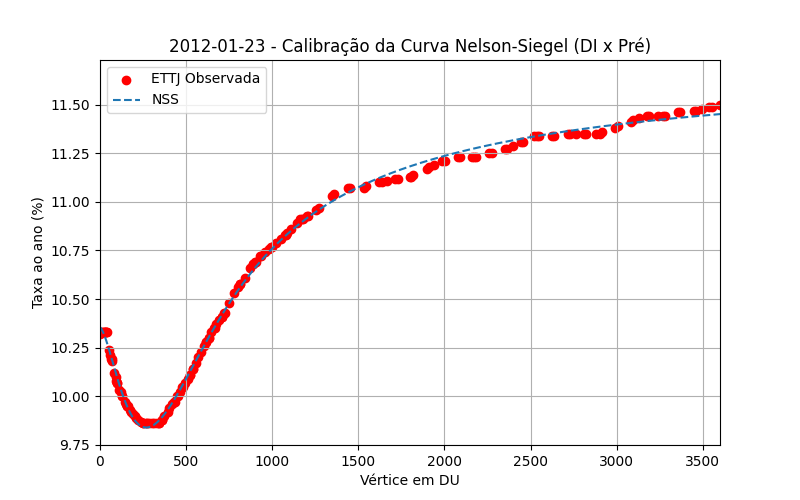 2012-01-23 - Calibração da Curva Nelson-Siegel (DI x Pré)
ETTJ Observada
NSS
Taxa ao ano (%)
11.50
11.25
11.00
10.75
10.50
10.25
10.00
9.75
0 500 1000 1500 2000 2500 3000 3500
Vértice em DU